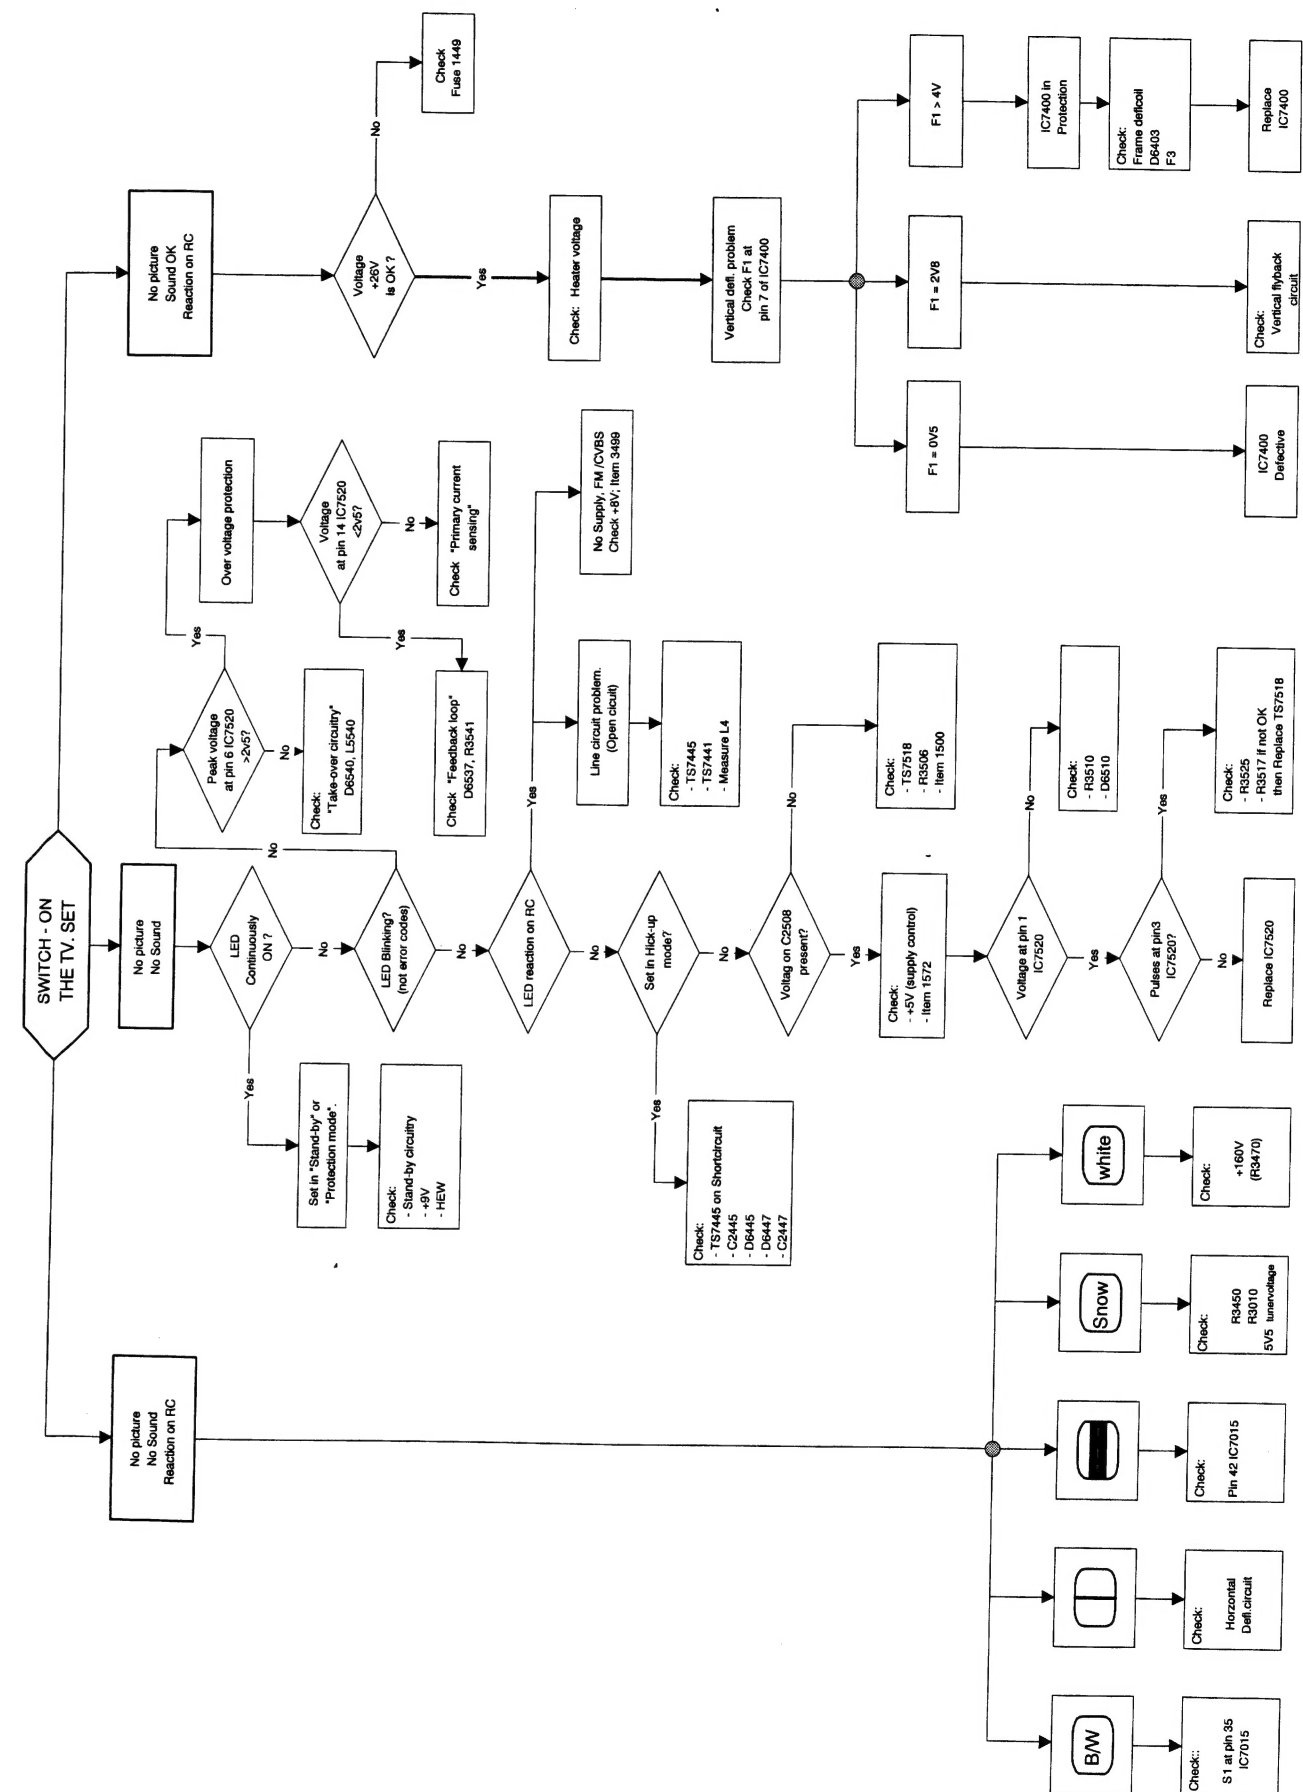 SWITCH - ON
THE TV. SET
No picture
No Sound
Reaction on RC
B/W
Check::
S1 at pin 35
IC7015
Check:
Horzontal
Defl.circuit
Check:
Pin 42 IC7015
Snow
Check:
R3450
R3010
5V5 tunervoltage
white
Check:
+160V
(R3470)
No picture
No Sound
LED
Continuously
ON ?
Yes
Set in "Stand-by" or
"Protection mode".
Check:
- Stand-by circuitry
- +9V
- HEW
No
LED Blinking?
(not error codes)
No
Peak voltage
at pin 6 IC7520
>2v5?
No
Check:
"Take-over circuitry"
D6540, L5540
Yes
Over voltage protection
Voltage
at pin 14 IC7520
<2v5?
Yes
Check "Feedback loop"
D6537, R3541
No
Check "Primary current
sensing"
No
LED reaction on RC
Yes
Line circuit problem.
(Open cicuit)
Check:
- TS7445
- TS7441
- Measure L4
No Supply, FM /CVBS
Check +8V; Item 3499
No
Set in Hick-up
mode?
Yes
Check:
- TS7445 on Shortcircuit
- C2445
- D6445
- D6447
- C2447
No
Voltag on C2508
present?
No
Check:
- TS7518
- R3506
- Item 1500
Yes
Check:
- +5V (supply control)
- Item 1572
Voltage at pin 1
IC7520
No
Check:
- R3510
- D6510
Yes
Pulses at pin3
IC7520?
Yes
Check:
- R3525
- R3517 if not OK
then Replace TS7518
No
Replace IC7520
No picture
Sound OK
Reaction on RC
Voltage
+26V
is OK ?
No
Check
Fuse 1449
Yes
Check: Heater voltage
Vertical defl. problem
Check F1 at
pin 7 of IC7400
F1 = 0V5
IC7400
Defective
F1 = 2V8
Check:
Vertical flyback
circuit
F1 > 4V
IC7400 in
Protection
Check:
Frame deflcoil
D6403
F3
Replace
IC7400